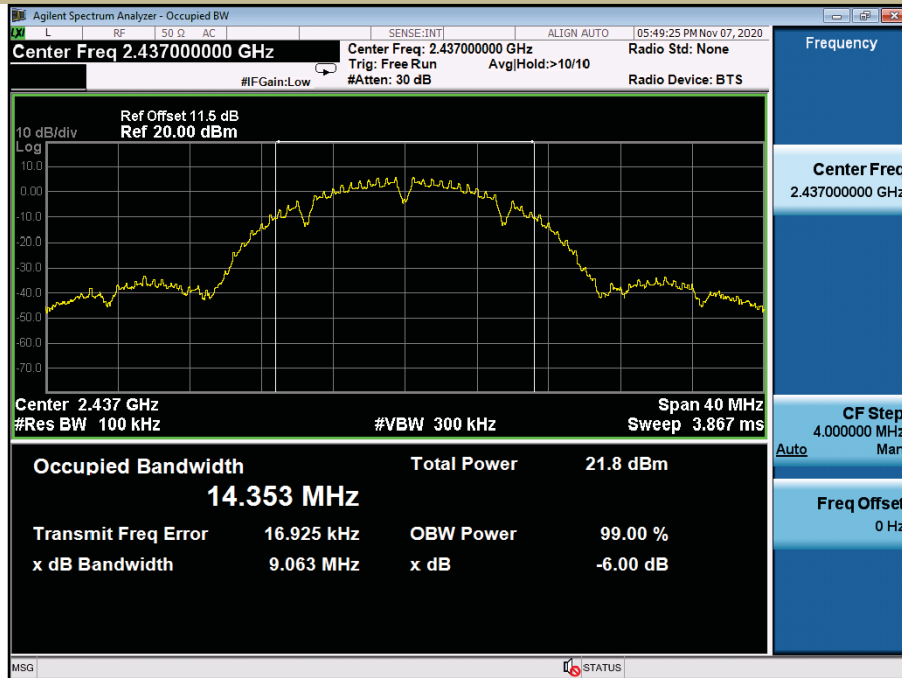 Agilent Spectrum Analyzer - Occupied BW
LXI L RF 50 Ω AC SENSE:INT ALIGN AUTO 05:49:25 PM Nov 07, 2020
Center Freq 2.437000000 GHz
#IFGain:Low
Center Freq: 2.437000000 GHz
Trig: Free Run Avg|Hold:>10/10
#Atten: 30 dB
Radio Std: None
Radio Device: BTS
Ref Offset 11.5 dB
10 dB/div Ref 20.00 dBm
Log
10.0
0.00
-10.0
-20.0
-30.0
-40.0
-50.0
-60.0
-70.0
Center 2.437 GHz Span 40 MHz
#Res BW 100 kHz #VBW 300 kHz Sweep 3.867 ms
Occupied Bandwidth Total Power 21.8 dBm
14.353 MHz
Transmit Freq Error 16.925 kHz OBW Power 99.00 %
x dB Bandwidth 9.063 MHz x dB -6.00 dB
MSG STATUS
Frequency
Center Freq
2.437000000 GHz
CF Step
4.000000 MHz
Auto Man
Freq Offset
0 Hz